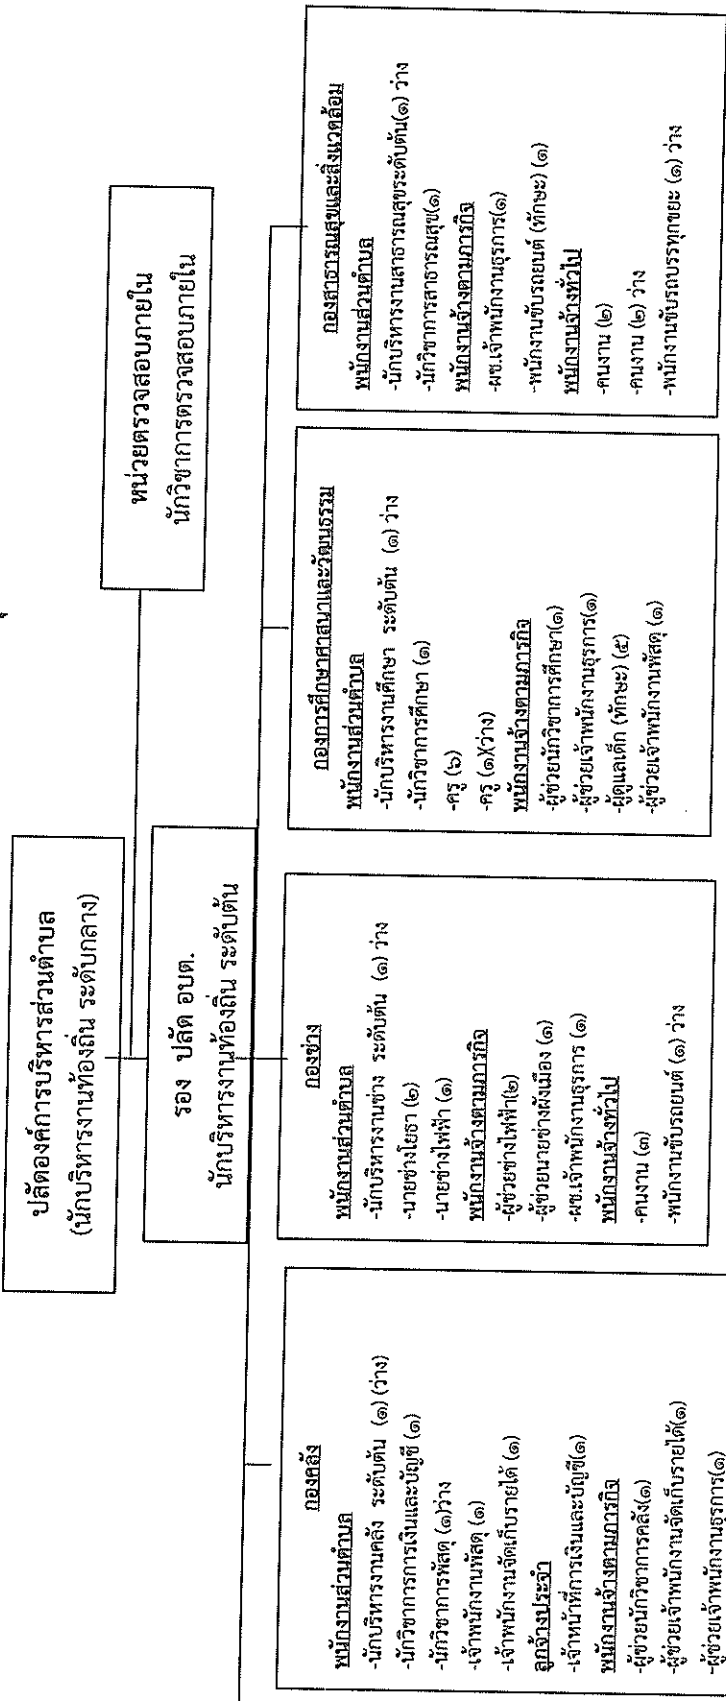 ปลัดองค์การบริหารส่วนตำบล
(นักบริหารงานท้องถิ่น ระดับกลาง)
หน่วยตรวจสอบภายใน
นักวิชาการตรวจสอบภายใน
รอง ปลัด อบต.
นักบริหารงานท้องถิ่น ระดับต้น
กองคลัง
พนักงานส่วนตำบล
-นักบริหารงานคลัง ระดับต้น (๑) (ว่าง)
-นักวิชาการการเงินและบัญชี (๑)
-นักวิชาการพัสดุ (๑)ว่าง
-เจ้าพนักงานพัสดุ (๑)
-เจ้าพนักงานจัดเก็บรายได้ (๑)
ลูกจ้างประจำ
-เจ้าหน้าที่การเงินและบัญชี(๑)
พนักงานจ้างตามภารกิจ
-ผู้ช่วยนักวิชาการคลัง(๑)
-ผู้ช่วยเจ้าพนักงานจัดเก็บรายได้(๑)
-ผู้ช่วยเจ้าพนักงานธุรการ(๑)
กองช่าง
พนักงานส่วนตำบล
-นักบริหารงานช่าง ระดับต้น (๑) ว่าง
-นายช่างโยธา (๒)
-นายช่างไฟฟ้า (๑)
พนักงานจ้างตามภารกิจ
-ผู้ช่วยช่างไฟฟ้า(๒)
-ผู้ช่วยนายช่างผังเมือง (๑)
-ผช.เจ้าพนักงานธุรการ (๑)
พนักงานจ้างทั่วไป
-คนงาน (๓)
-พนักงานขับรถยนต์ (๑) ว่าง
กองการศึกษาศาสนาและวัฒนธรรม
พนักงานส่วนตำบล
-นักบริหารงานศึกษา ระดับต้น (๑) ว่าง
-นักวิชาการศึกษา (๑)
-ครู (๖)
-ครู (๑)(ว่าง)
พนักงานจ้างตามภารกิจ
-ผู้ช่วยนักวิชาการศึกษา(๑)
-ผู้ช่วยเจ้าพนักงานธุรการ(๑)
-ผู้ดูแลเด็ก (ทักษะ) (๕)
-ผู้ช่วยเจ้าพนักงานพัสดุ (๑)
กองสาธารณสุขและสิ่งแวดล้อม
พนักงานส่วนตำบล
-นักบริหารงานสาธารณสุขระดับต้น(๑) ว่าง
-นักวิชาการสาธารณสุข(๑)
พนักงานจ้างตามภารกิจ
-ผช.เจ้าพนักงานธุรการ(๑)
-พนักงานขับรถยนต์ (ทักษะ) (๑)
พนักงานจ้างทั่วไป
-คนงาน (๒)
-คนงาน (๒) ว่าง
-พนักงานขับรถบรรทุกขยะ (๑) ว่าง